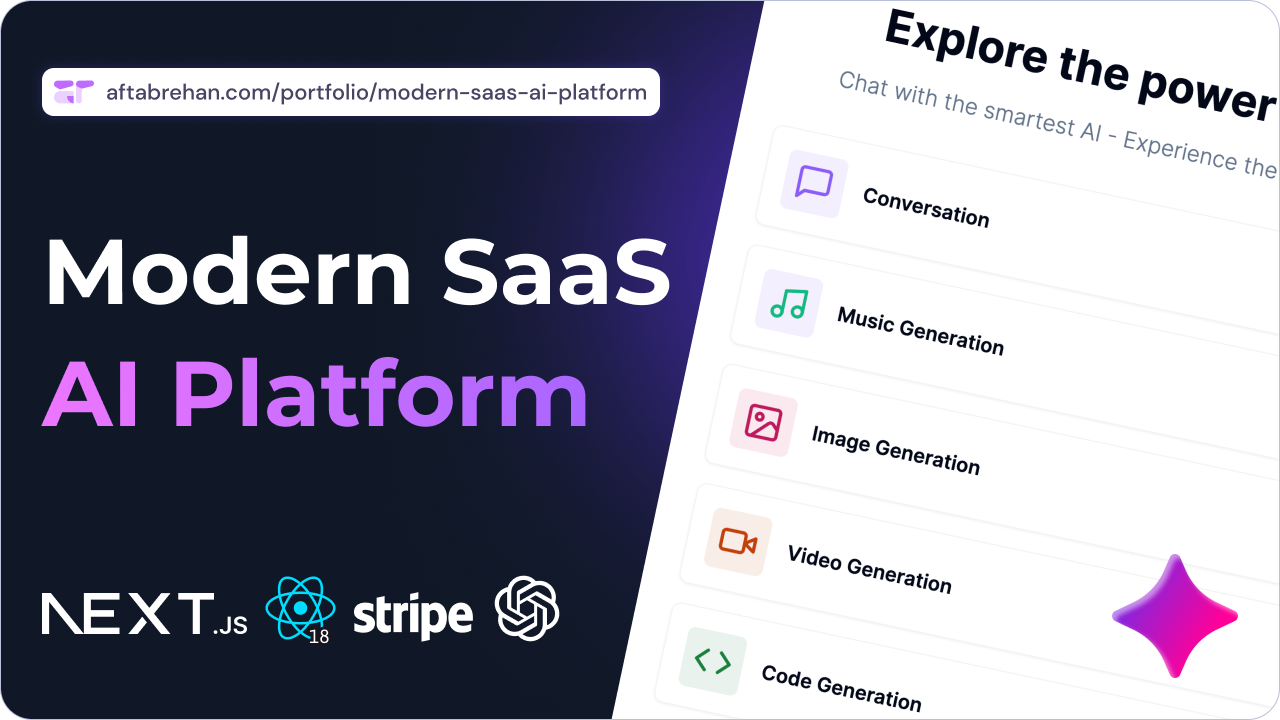 aftabrehan.com/portfolio/modern-saas-ai-platform
Modern SaaS
AI Platform
NEXT.JS
18
stripe
Explore the power
Chat with the smartest AI - Experience the
Conversation
Music Generation
Image Generation
Video Generation
Code Generation